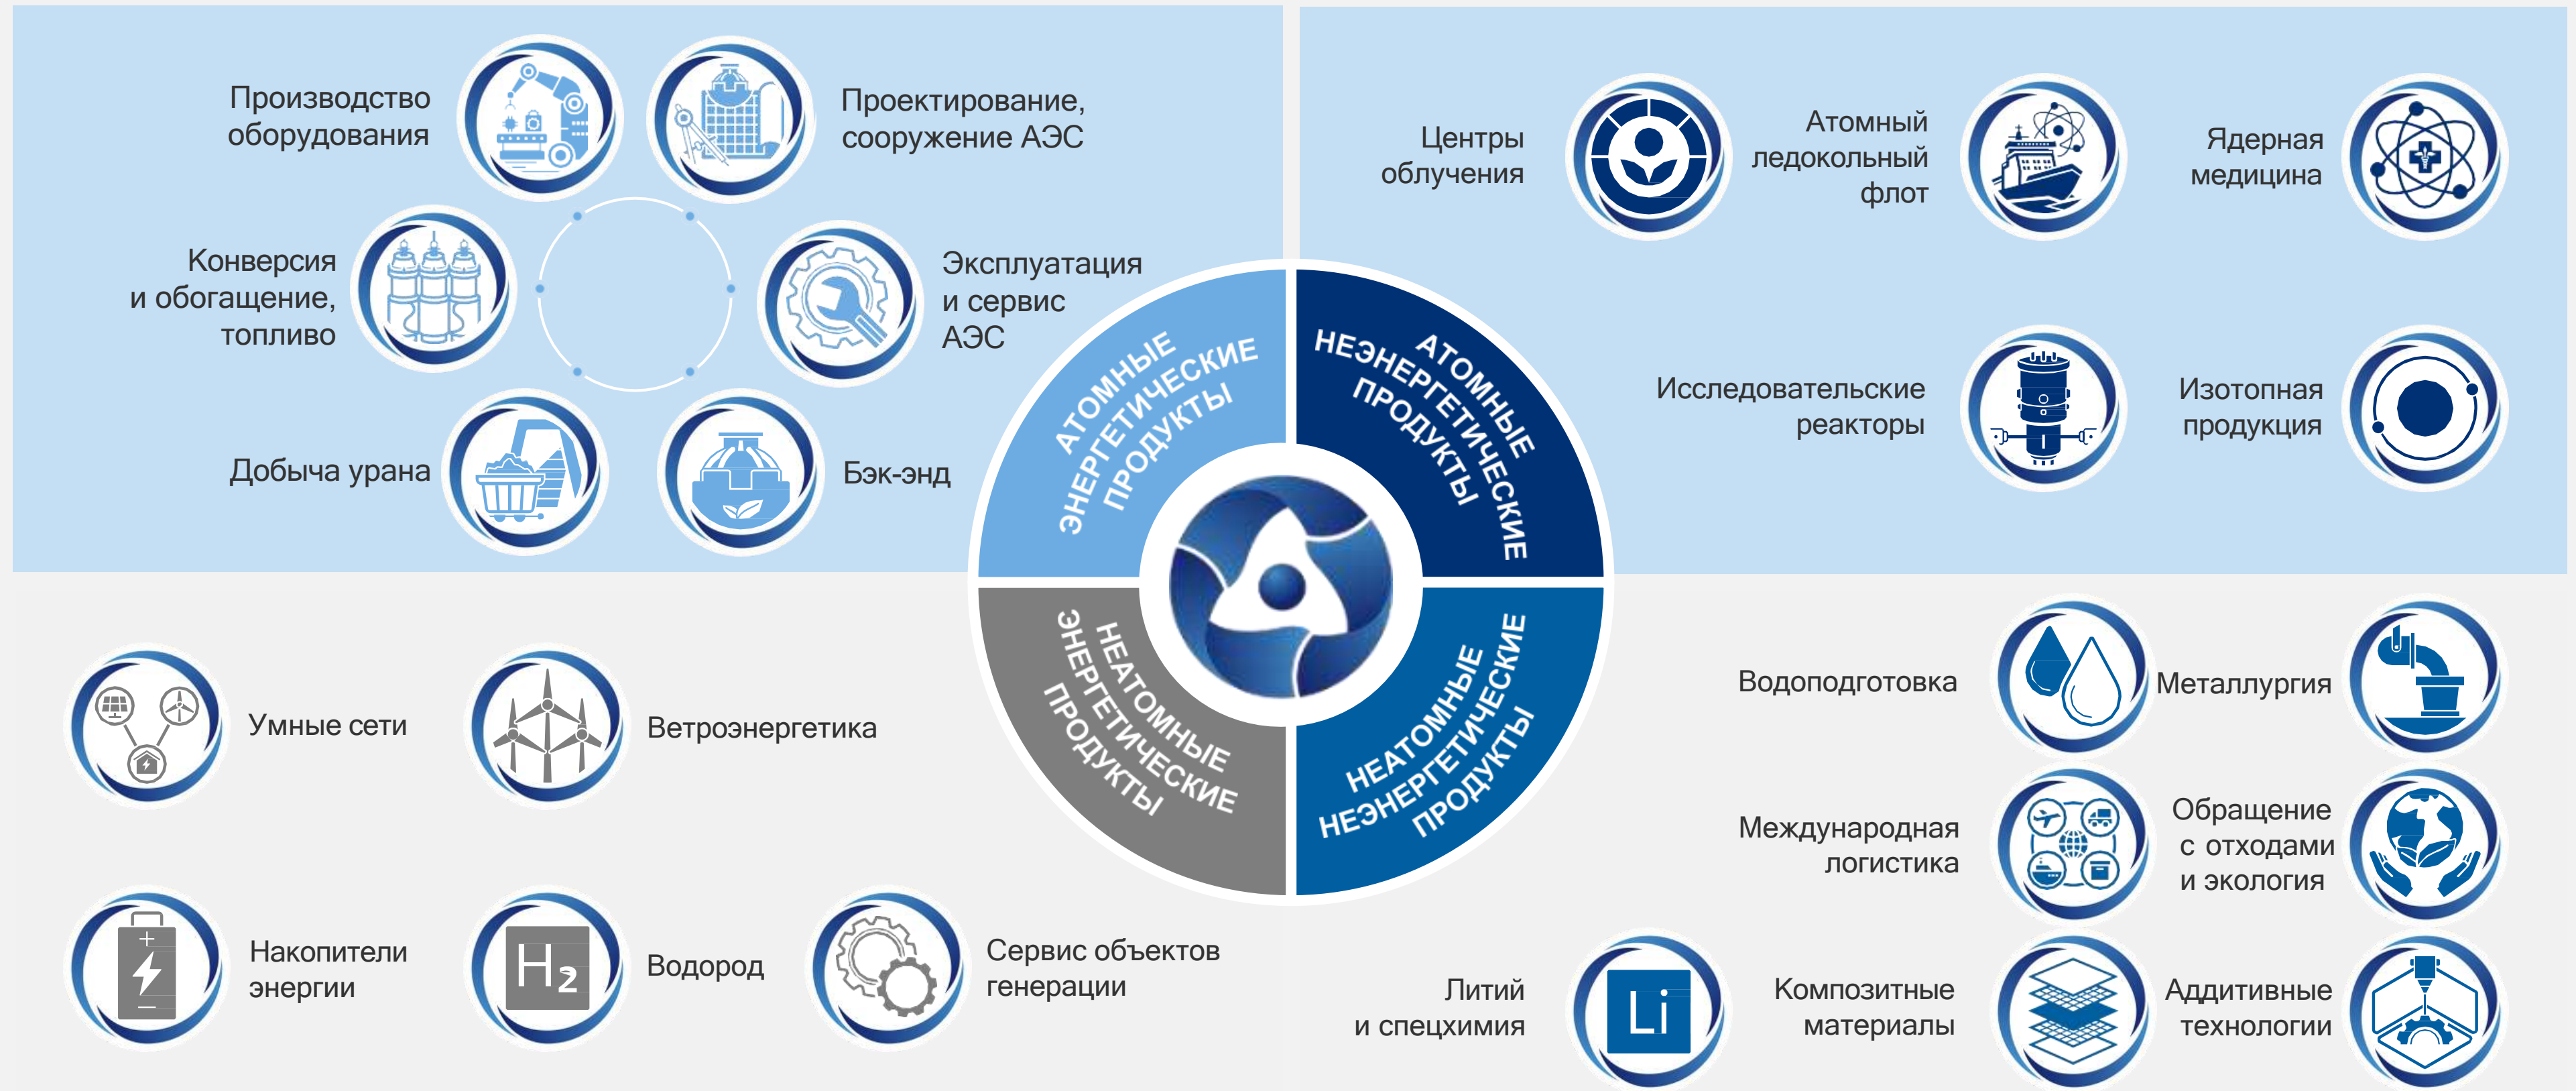 Производство
оборудования
Проектирование,
сооружение АЭС
Конверсия
и обогащение,
топливо
Эксплуатация
и сервис
АЭС
Добыча урана
Бэк-энд
АТОМНЫЕ
ЭНЕРГЕТИЧЕСКИЕ
ПРОДУКТЫ
Центры
облучения
Атомный
ледокольный
флот
Ядерная
медицина
Исследовательские
реакторы
Изотопная
продукция
АТОМНЫЕ
НЕЭНЕРГЕТИЧЕСКИЕ
ПРОДУКТЫ
Умные сети
Ветроэнергетика
Накопители
энергии
H₂
Водород
Сервис объектов
генерации
НЕАТОМНЫЕ
ЭНЕРГЕТИЧЕСКИЕ
ПРОДУКТЫ
НЕАТОМНЫЕ
НЕЭНЕРГЕТИЧЕСКИЕ
ПРОДУКТЫ
Водоподготовка
Металлургия
Международная
логистика
Обращение
с отходами
и экология
Литий
и спецхимия
Li
Композитные
материалы
Аддитивные
технологии